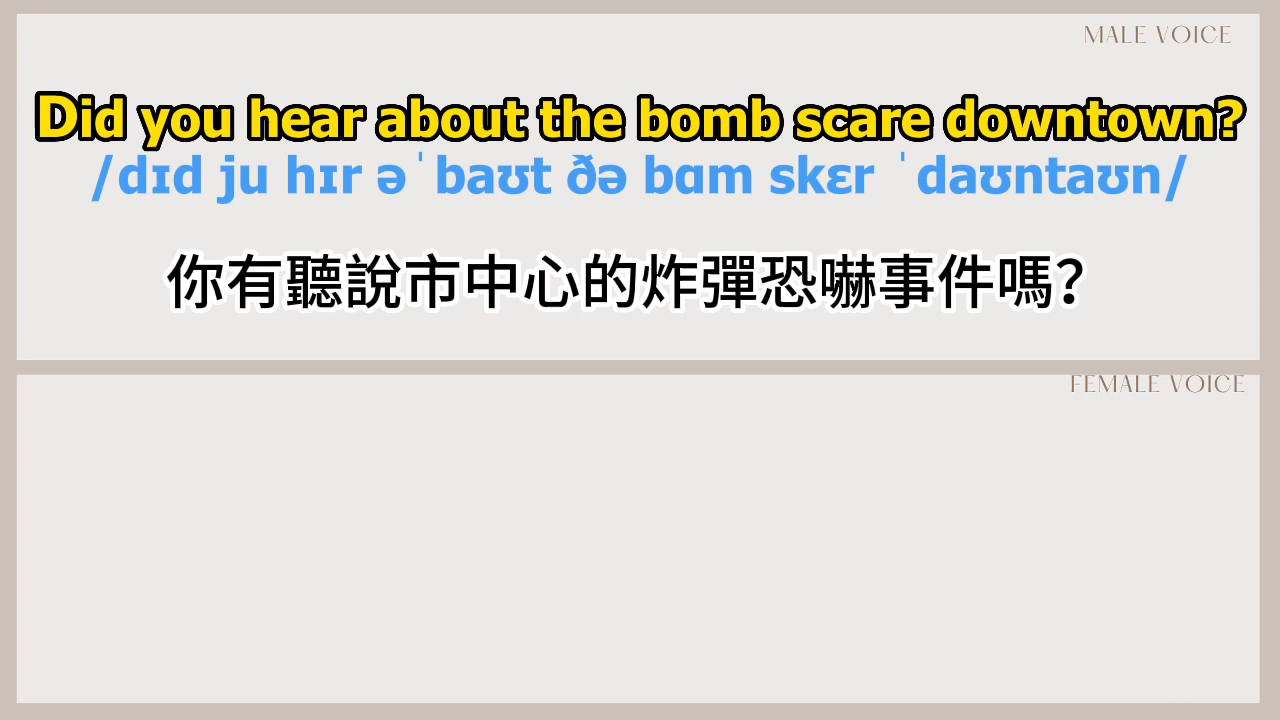 MALE VOICE
Did you hear about the bomb scare downtown?
/dɪd ju hɪr əˈbaʊt ðə bɑm skɛr ˈdaʊntaʊn/
你有聽說市中心的炸彈恐嚇事件嗎?
FEMALE VOICE